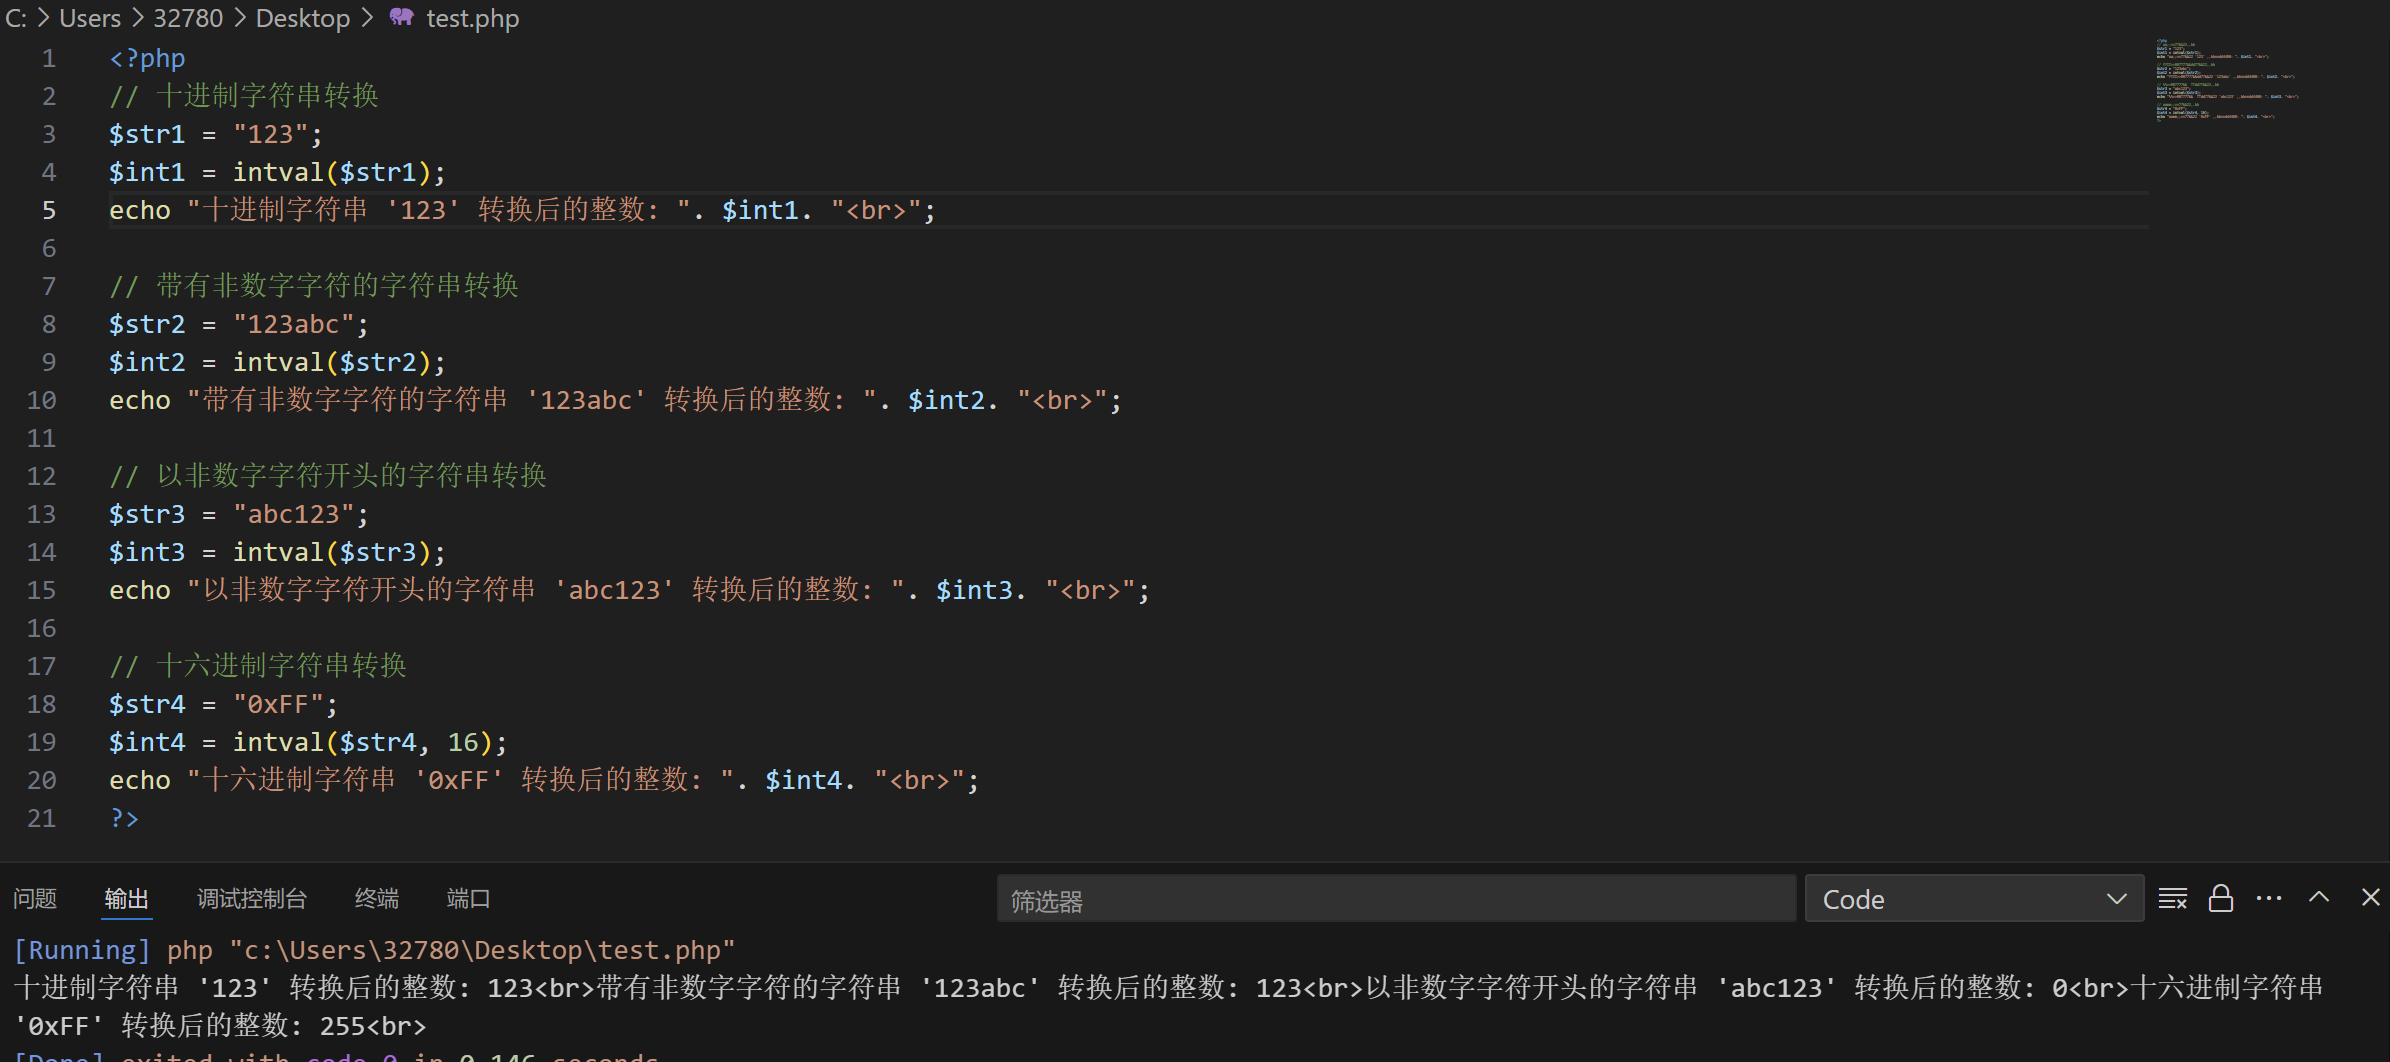 C: > Users > 32780 > Desktop > test.php
1 <?php
2 // 十进制字符串转换
3 $str1 = "123";
4 $int1 = intval($str1);
5 echo "十进制字符串 '123' 转换后的整数: ". $int1. "<br>";
6
7 // 带有非数字字符的字符串转换
8 $str2 = "123abc";
9 $int2 = intval($str2);
10 echo "带有非数字字符的字符串 '123abc' 转换后的整数: ". $int2. "<br>";
11
12 // 以非数字字符开头的字符串转换
13 $str3 = "abc123";
14 $int3 = intval($str3);
15 echo "以非数字字符开头的字符串 'abc123' 转换后的整数: ". $int3. "<br>";
16
17 // 十六进制字符串转换
18 $str4 = "0xFF";
19 $int4 = intval($str4, 16);
20 echo "十六进制字符串 '0xFF' 转换后的整数: ". $int4. "<br>";
21 ?>
问题 输出 调试控制台 终端 端口 筛选器 Code
[Running] php "c:\Users\32780\Desktop\test.php"
十进制字符串 '123' 转换后的整数: 123<br>带有非数字字符的字符串 '123abc' 转换后的整数: 123<br>以非数字字符开头的字符串 'abc123' 转换后的整数: 0<br>十六进制字符串
'0xFF' 转换后的整数: 255<br>
[Done] exited with code=0 in 0.146 seconds